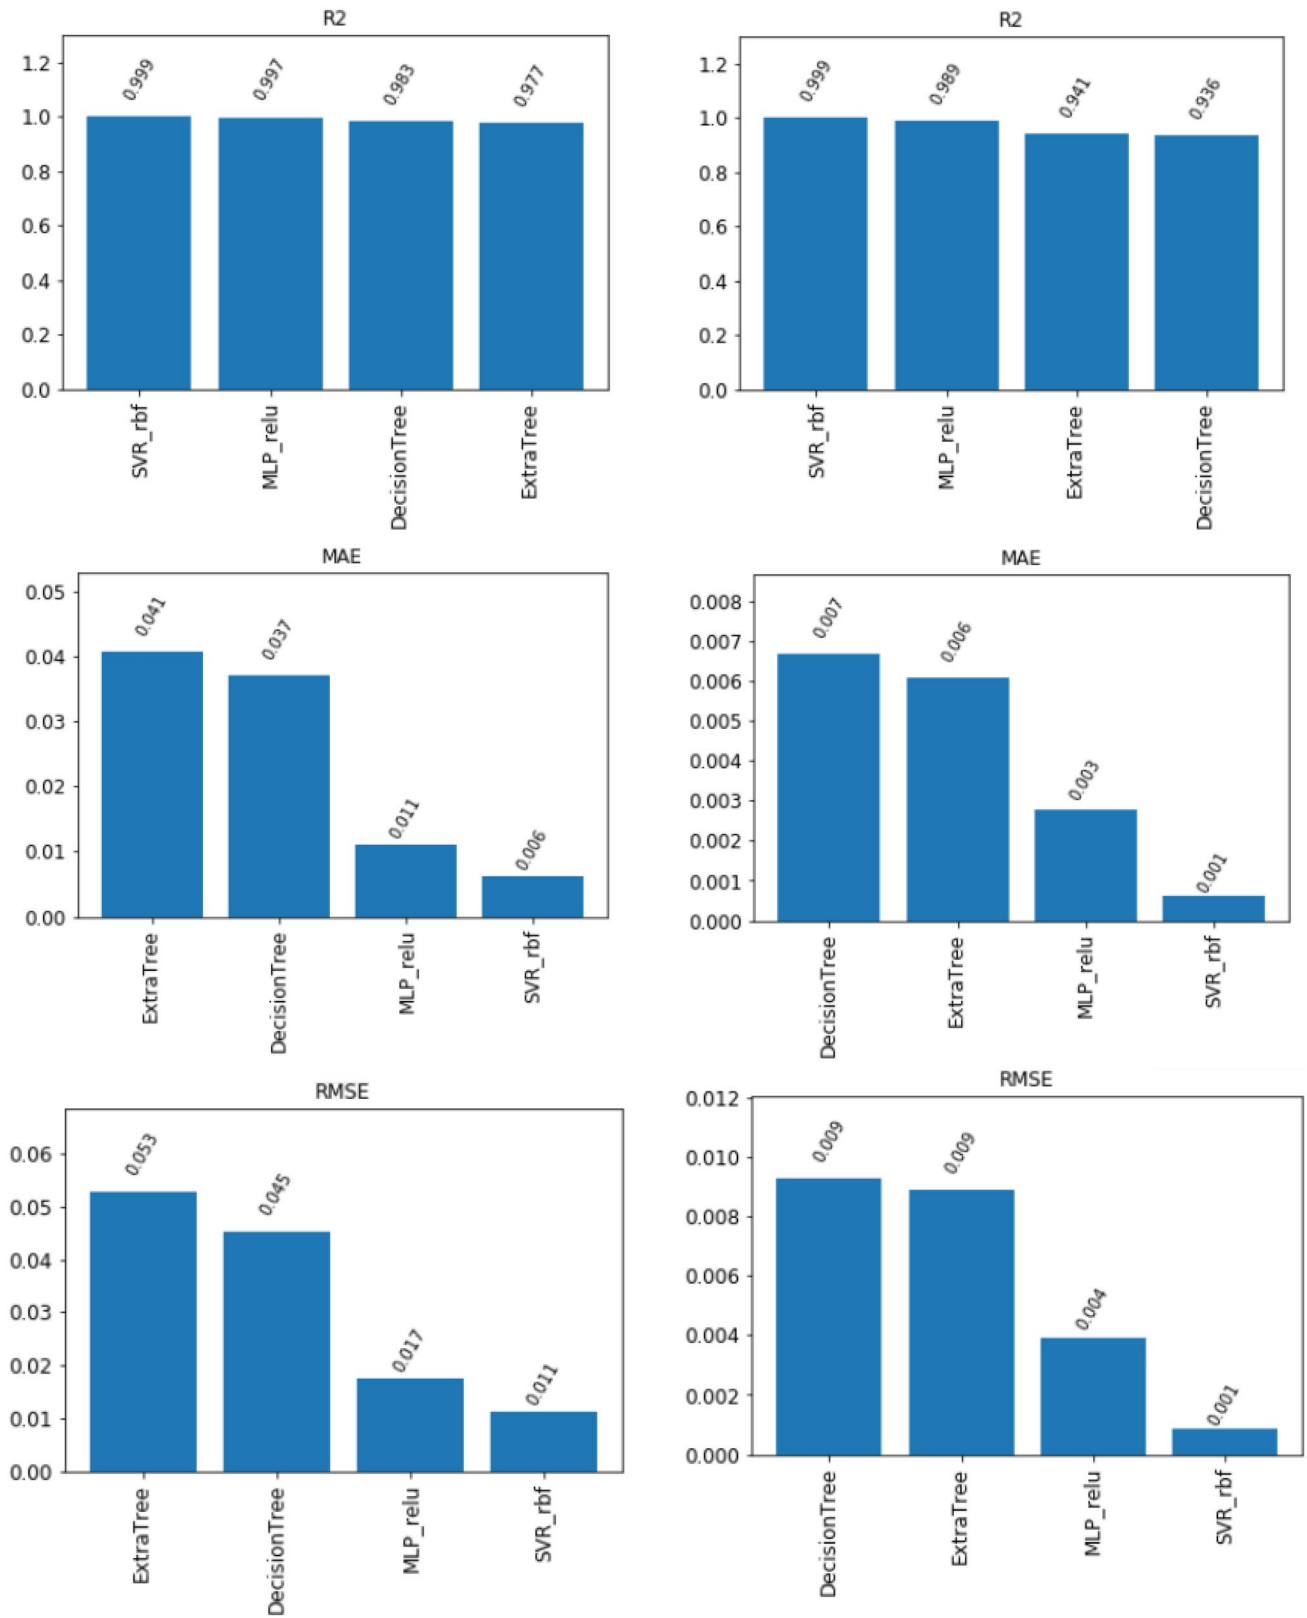 R2
1.2
1.0
0.8
0.6
0.4
0.2
0.0
0.999
0.997
0.983
0.977
SVR_rbf
MLP_relu
DecisionTree
ExtraTree
R2
1.2
1.0
0.8
0.6
0.4
0.2
0.0
0.999
0.989
0.941
0.936
SVR_rbf
MLP_relu
ExtraTree
DecisionTree
MAE
0.05
0.04
0.03
0.02
0.01
0.00
0.041
0.037
0.011
0.006
ExtraTree
DecisionTree
MLP_relu
SVR_rbf
MAE
0.008
0.007
0.006
0.005
0.004
0.003
0.002
0.001
0.000
0.007
0.006
0.003
0.001
DecisionTree
ExtraTree
MLP_relu
SVR_rbf
RMSE
0.06
0.05
0.04
0.03
0.02
0.01
0.00
0.053
0.045
0.017
0.011
ExtraTree
DecisionTree
MLP_relu
SVR_rbf
RMSE
0.012
0.010
0.008
0.006
0.004
0.002
0.000
0.009
0.009
0.004
0.001
DecisionTree
ExtraTree
MLP_relu
SVR_rbf